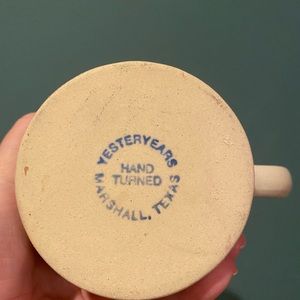 YESTERYEARS
HAND
TURNED
MARSHALL, TEXAS